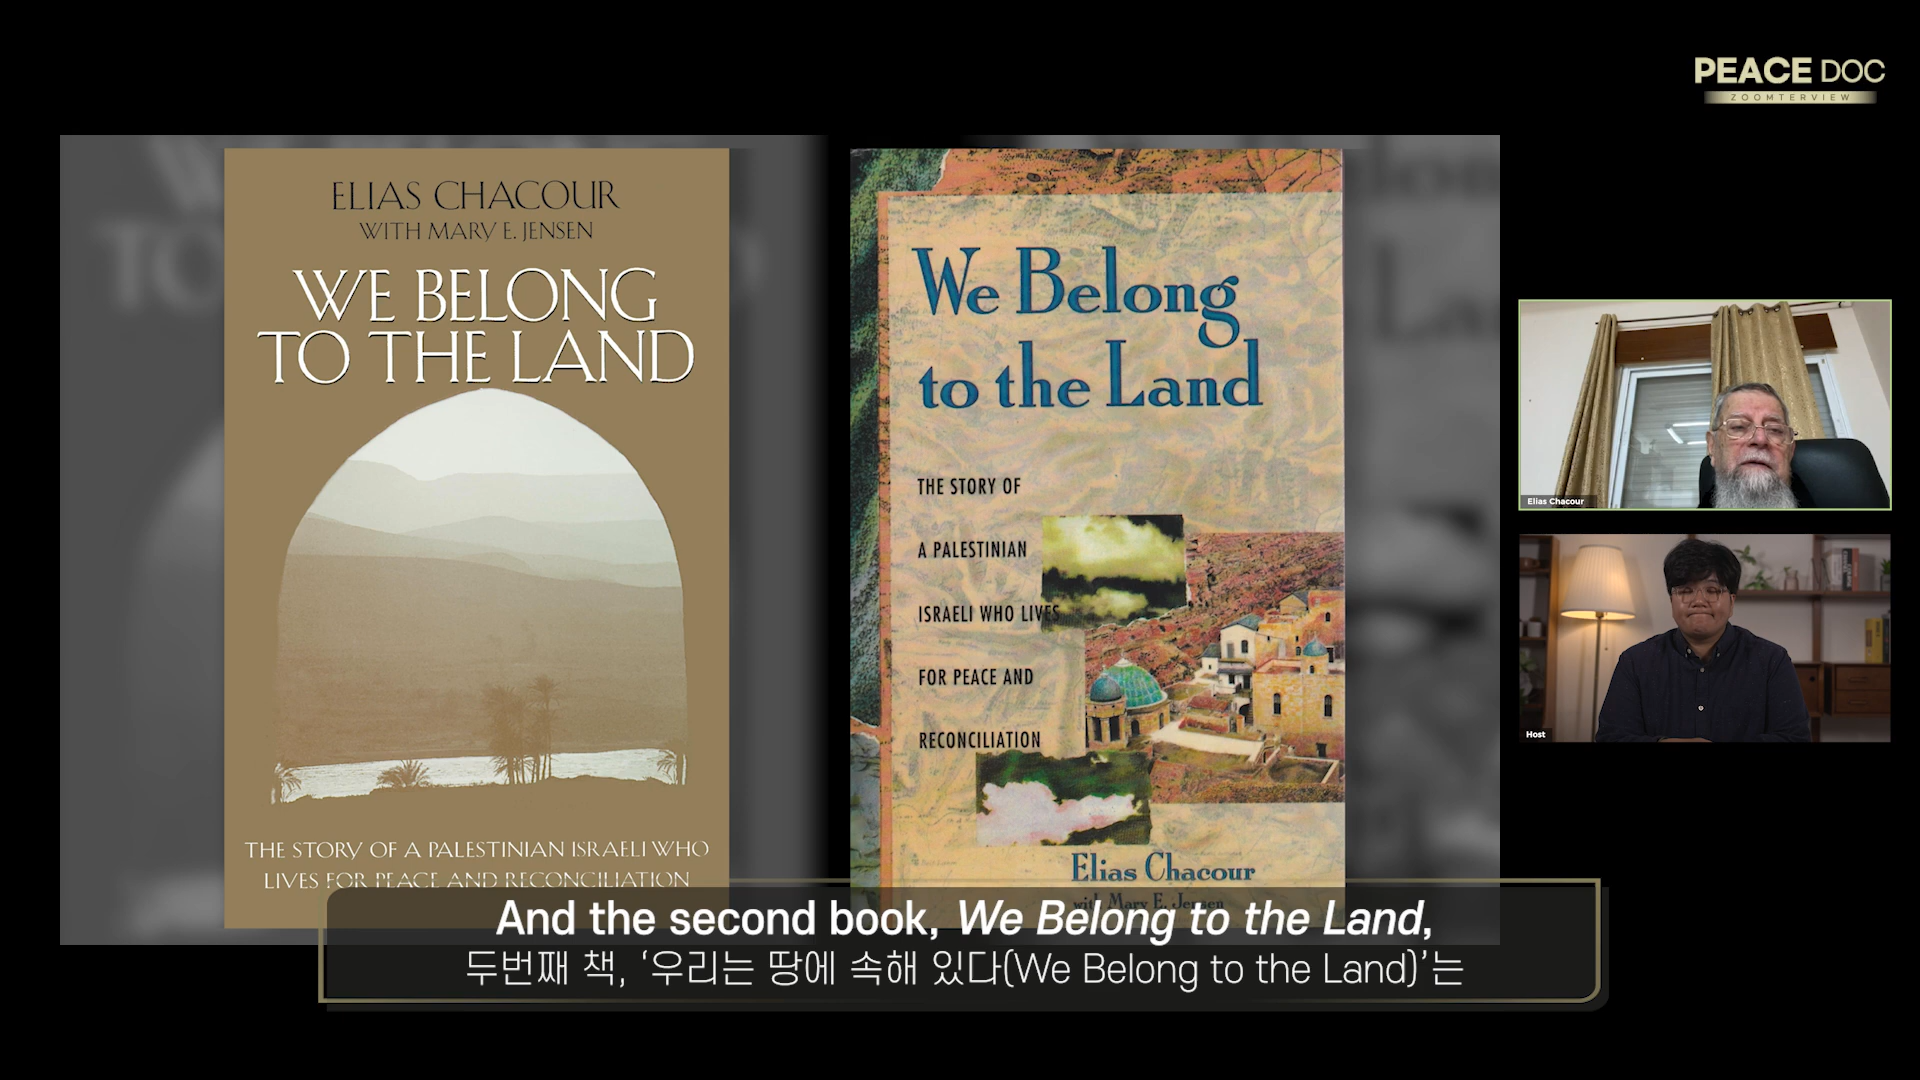 PEACE DOC
ZOOMTERVIEW
ELIAS CHACOUR
WITH MARY E. JENSEN
WE BELONG
TO THE LAND
THE STORY OF A PALESTINIAN ISRAELI WHO
LIVES FOR PEACE AND RECONCILIATION
We Belong
to the Land
THE STORY OF
A PALESTINIAN
ISRAELI WHO LIVES
FOR PEACE AND
RECONCILIATION
Elias Chacour
with Mary E. Jensen
Elias Chacour
Host
And the second book, We Belong to the Land,
두번째 책, ‘우리는 땅에 속해 있다(We Belong to the Land)’는